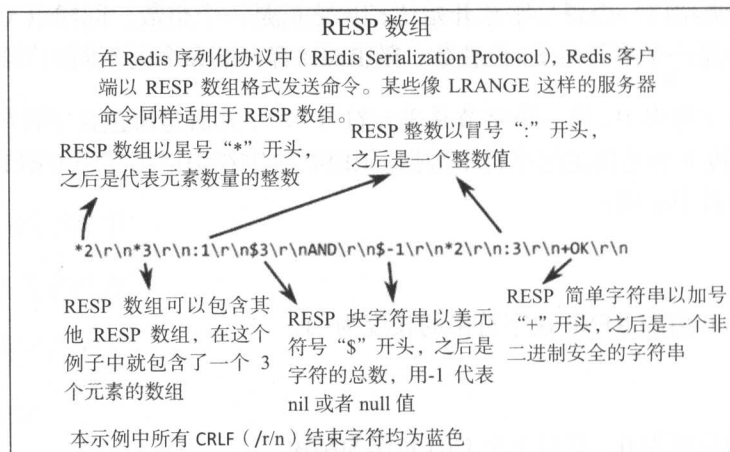 RESP 数组
在 Redis 序列化协议中（REdis Serialization Protocol），Redis 客户
端以 RESP 数组格式发送命令。某些像 LRANGE 这样的服务器
命令同样适用于 RESP 数组。
RESP 数组以星号“*”开头，
之后是代表元素数量的整数
RESP 整数以冒号“:”开头，
之后是一个整数值
*2\r\n*3\r\n:1\r\n$3\r\nAND\r\n$-1\r\n*2\r\n:3\r\n+OK\r\n
RESP 数组可以包含其
他 RESP 数组，在这个
例子中就包含了一个 3
个元素的数组
RESP 块字符串以美元
符号“$”开头，之后是
字符的总数，用-1 代表
nil 或者 null 值
RESP 简单字符串以加号
“+”开头，之后是一个非
二进制安全的字符串
本示例中所有 CRLF（/r/n）结束字符均为蓝色